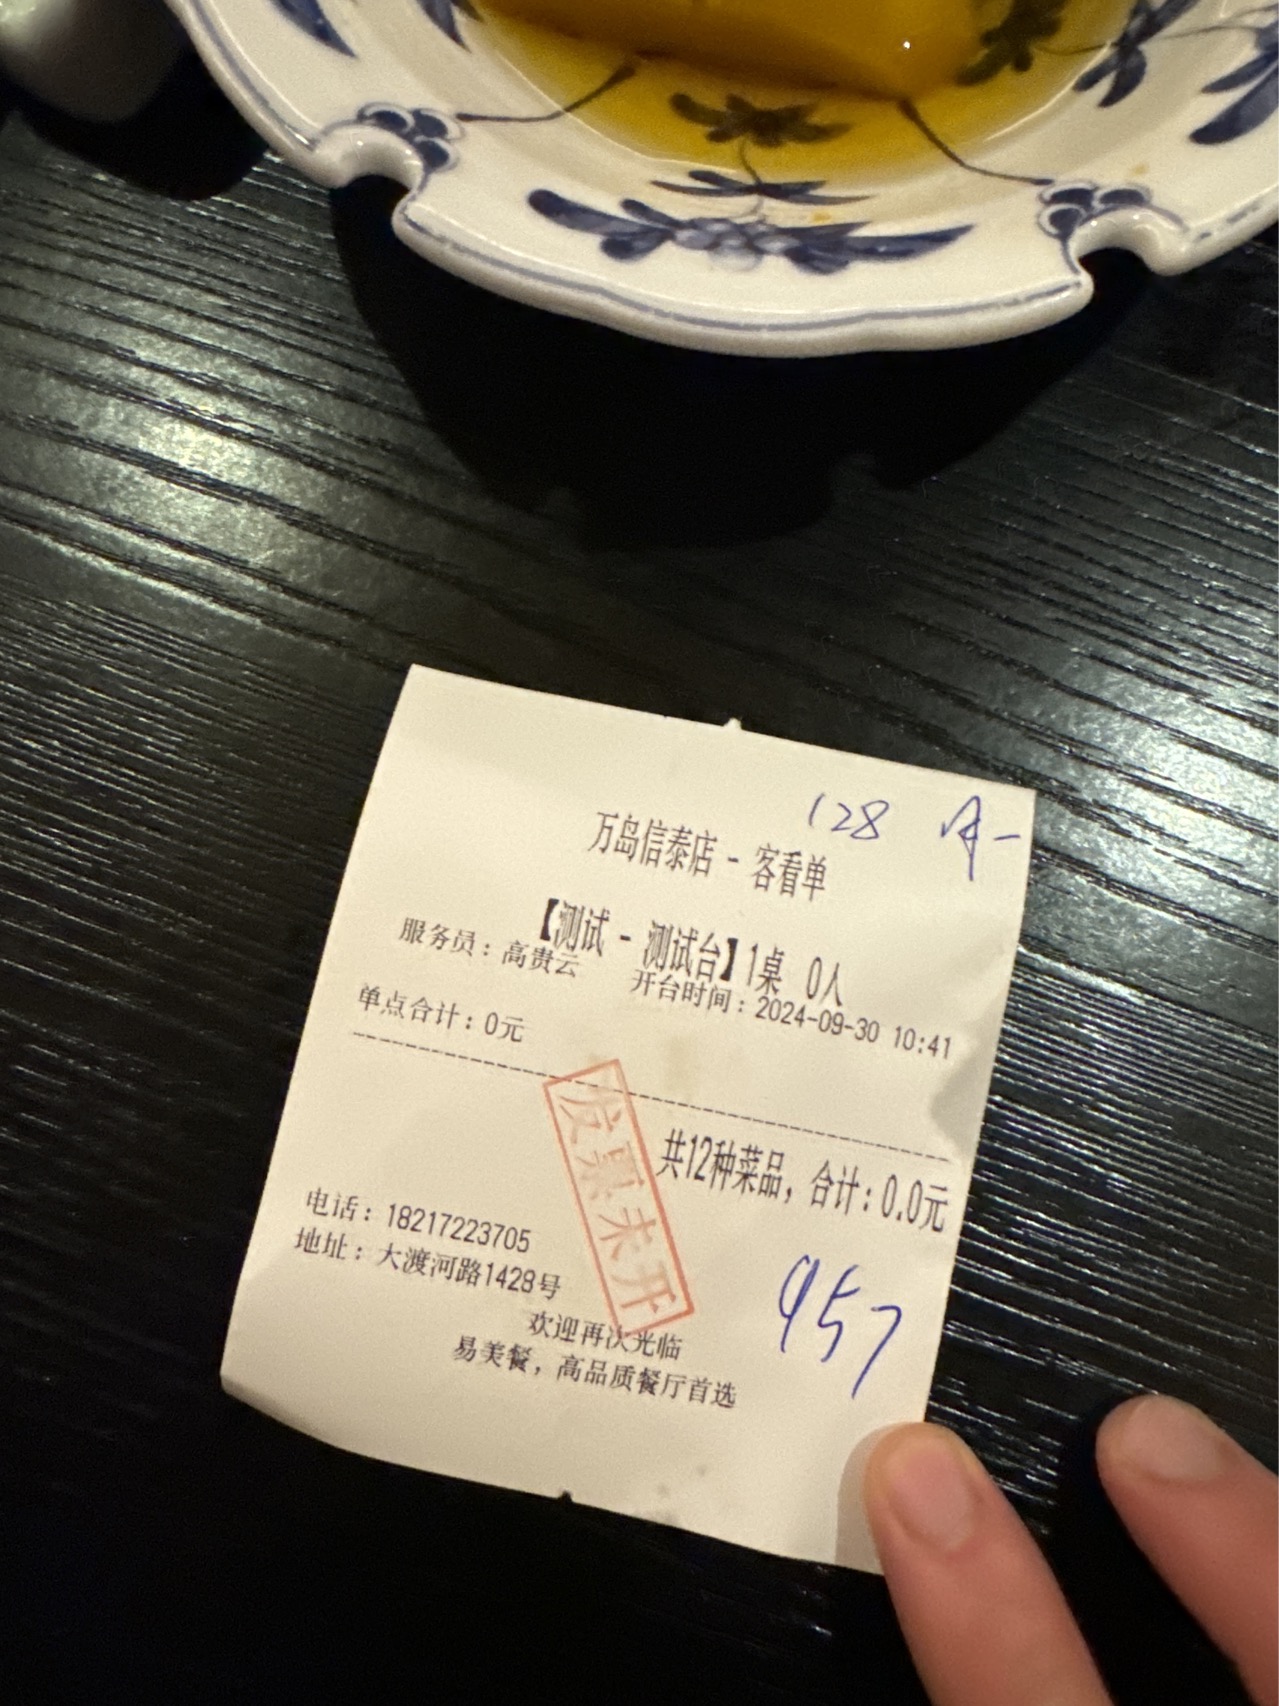 128
万岛信泰店 - 客看单
【测试 - 测试台】1桌 0人
服务员：高贵云 开台时间：2024-09-30 10:41
单点合计：0元
共12种菜品，合计：0.0元
发票未开
电话：18217223705
地址：大渡河路1428号
957
欢迎再次光临
易美餐，高品质餐厅首选